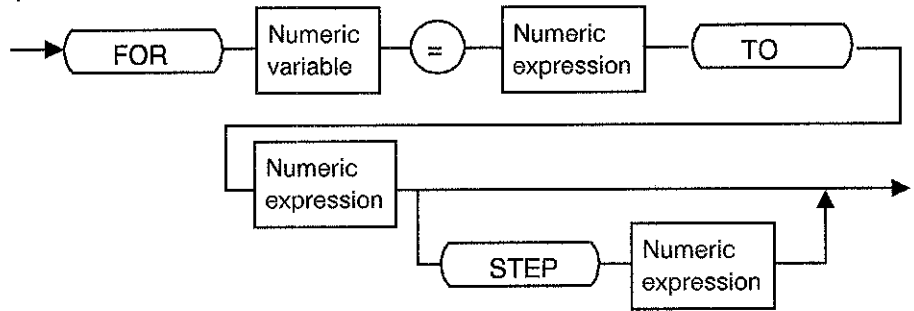 FOR
Numeric
variable
=
Numeric
expression
TO
Numeric
expression
STEP
Numeric
expression